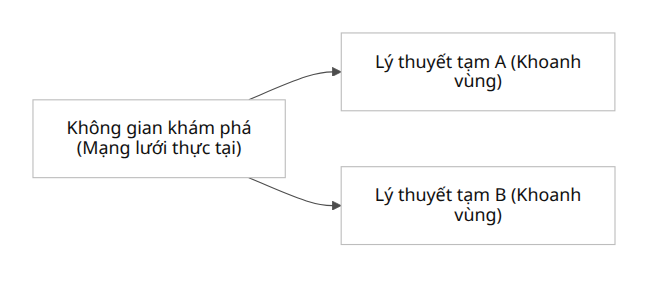 Lý thuyết tạm A (Khoanh
vùng)
Không gian khám phá
(Mạng lưới thực tại)
Lý thuyết tạm B (Khoanh
vùng)